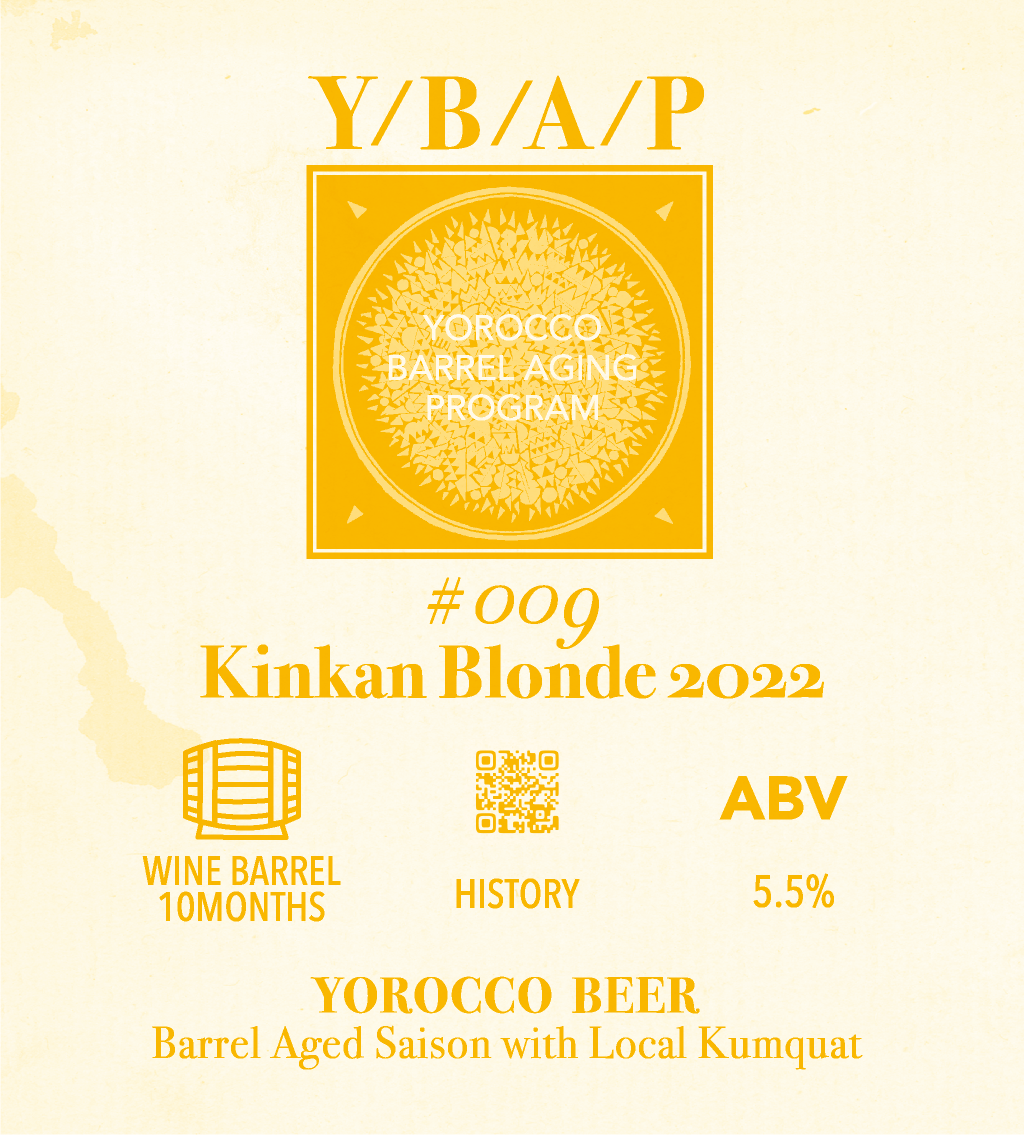 Y/B/A/P
YOROCCO
BARREL AGING
PROGRAM
#009
Kinkan Blonde 2022
WINE BARREL
10MONTHS
HISTORY
ABV
5.5%
YOROCCO BEER
Barrel Aged Saison with Local Kumquat